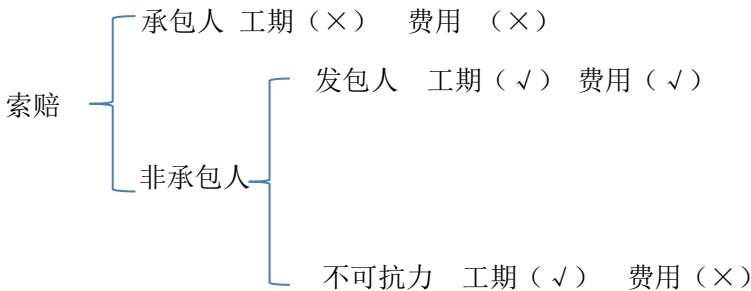 承包人 工期（×） 费用 （×）
发包人 工期（√） 费用（√）
索赔
非承包人
不可抗力 工期（√） 费用（×）